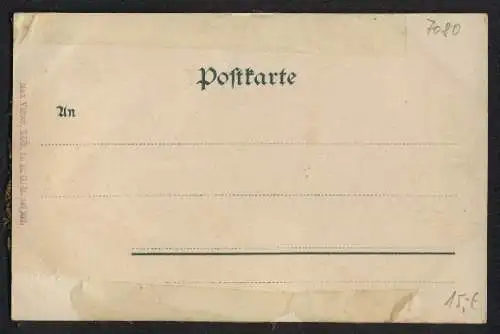 7080
Postkarte
An
15,-€